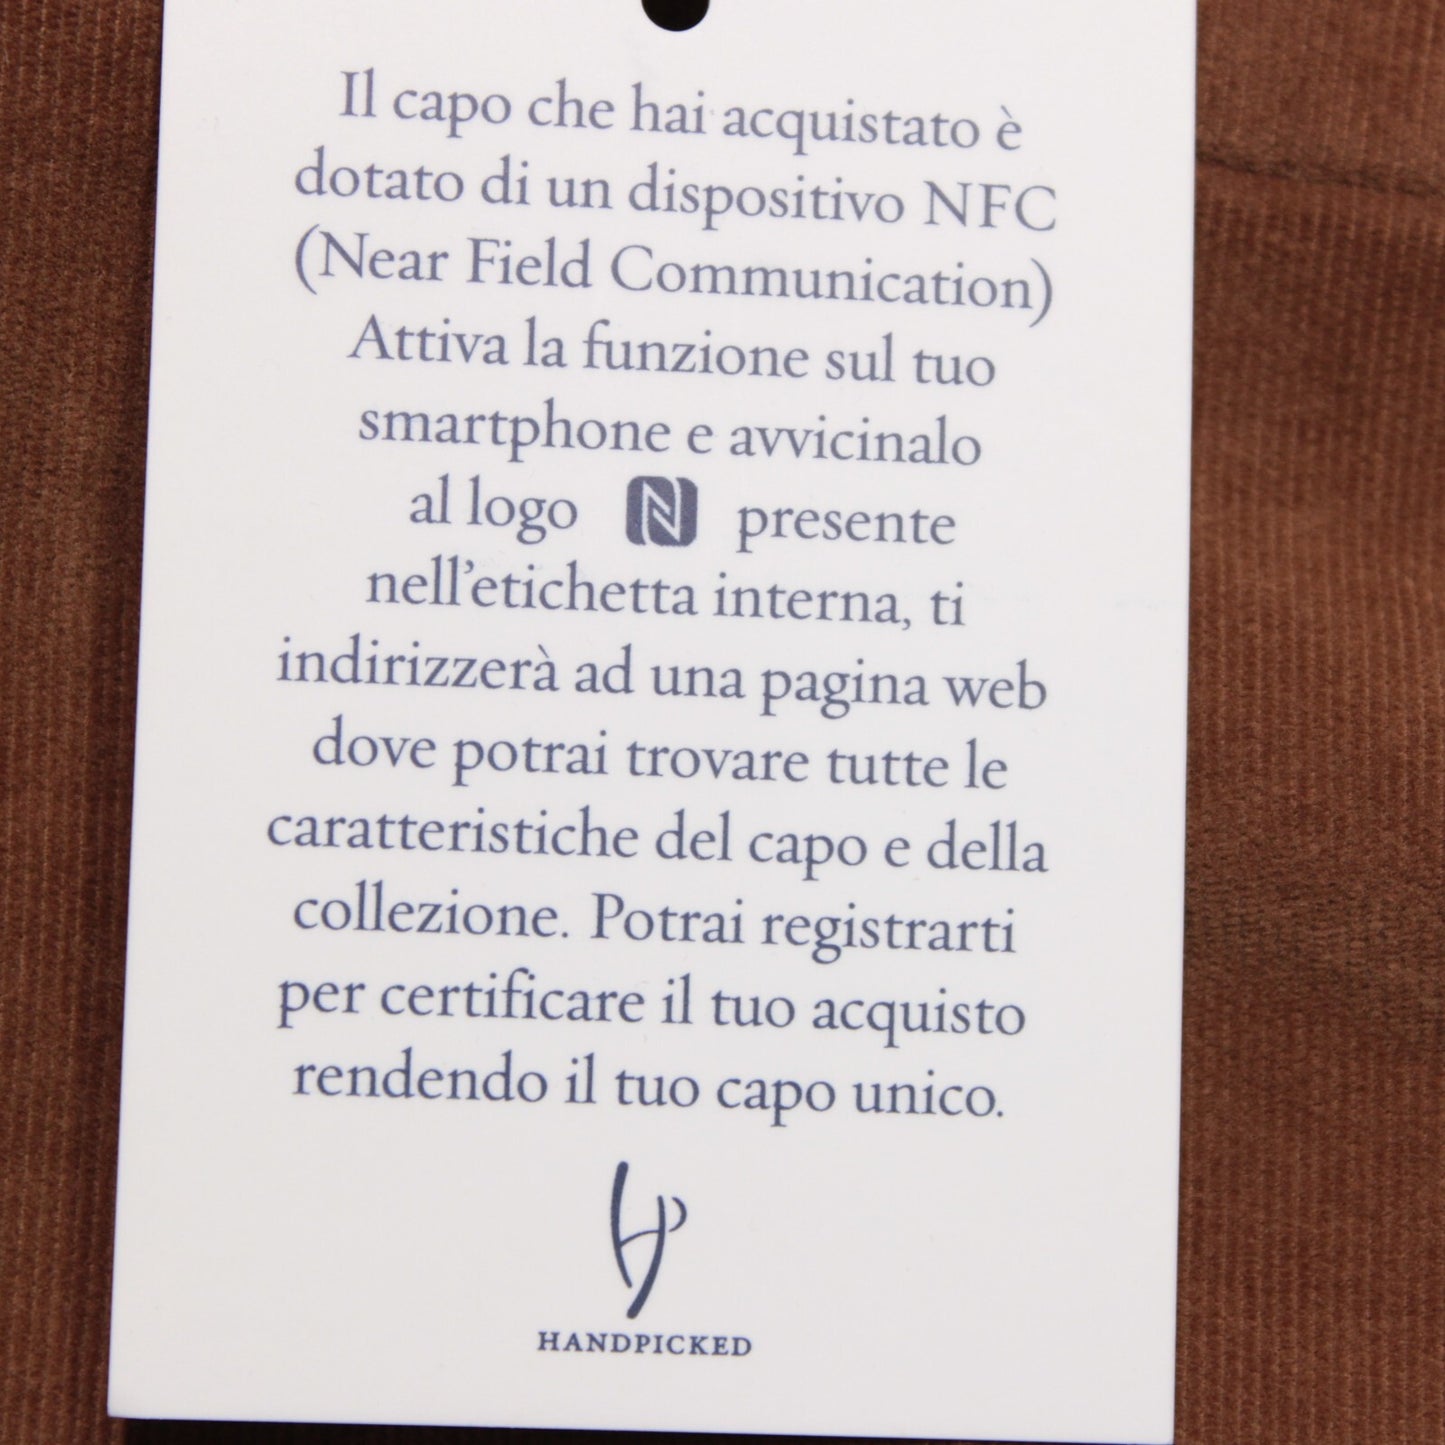 Il capo che hai acquistato è
dotato di un dispositivo NFC
(Near Field Communication)
Attiva la funzione sul tuo
smartphone e avvicinalo
al logo N presente
nell'etichetta interna, ti
indirizzerà ad una pagina web
dove potrai trovare tutte le
caratteristiche del capo e della
collezione. Potrai registrarti
per certificare il tuo acquisto
rendendo il tuo capo unico.
HANDPICKED